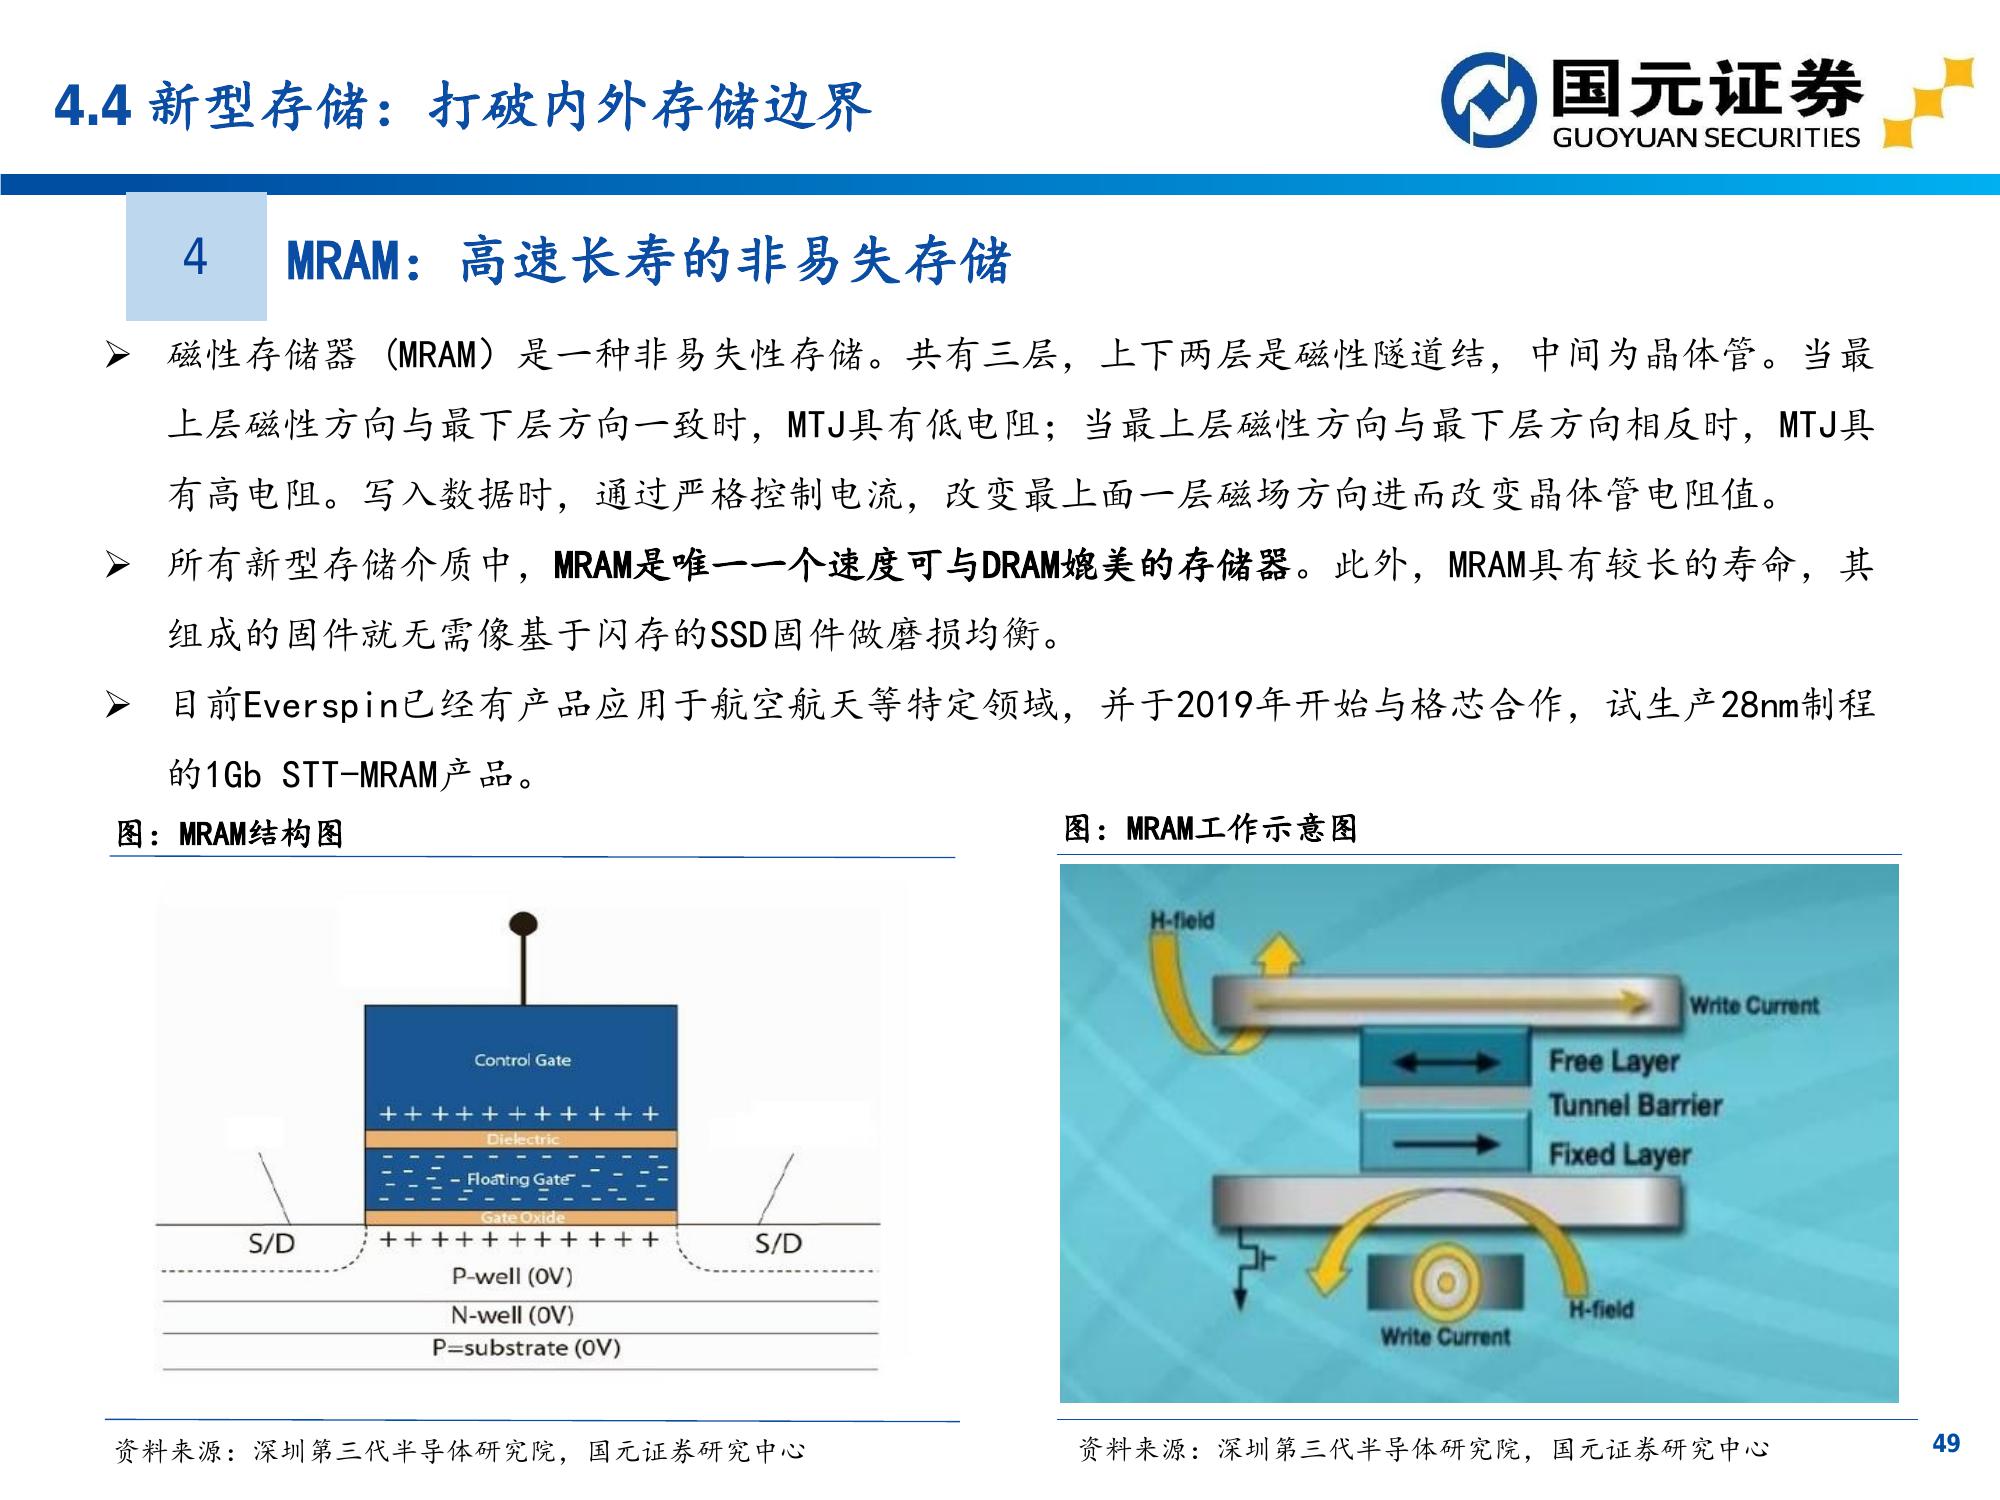 4.4 新型存储：打破内外存储边界
国元证券
GUOYUAN SECURITIES
4
MRAM：高速长寿的非易失存储
➢ 磁性存储器 (MRAM）是一种非易失性存储。共有三层，上下两层是磁性隧道结，中间为晶体管。当最
上层磁性方向与最下层方向一致时，MTJ具有低电阻；当最上层磁性方向与最下层方向相反时，MTJ具
有高电阻。写入数据时，通过严格控制电流，改变最上面一层磁场方向进而改变晶体管电阻值。
➢ 所有新型存储介质中，MRAM是唯一一个速度可与DRAM媲美的存储器。此外，MRAM具有较长的寿命，其
组成的固件就无需像基于闪存的SSD固件做磨损均衡。
➢ 目前Everspin已经有产品应用于航空航天等特定领域，并于2019年开始与格芯合作，试生产28nm制程
的1Gb STT-MRAM产品。
图：MRAM结构图
Control Gate
+ + + + + + + + + + +
Dielectric
Floating Gate
Gate Oxide
S/D
+ + + + + + + + + + +
S/D
P-well (0V)
N-well (0V)
P=substrate (0V)
资料来源：深圳第三代半导体研究院，国元证券研究中心
图：MRAM工作示意图
H-field
Write Current
Free Layer
Tunnel Barrier
Fixed Layer
H-field
Write Current
资料来源：深圳第三代半导体研究院，国元证券研究中心
49